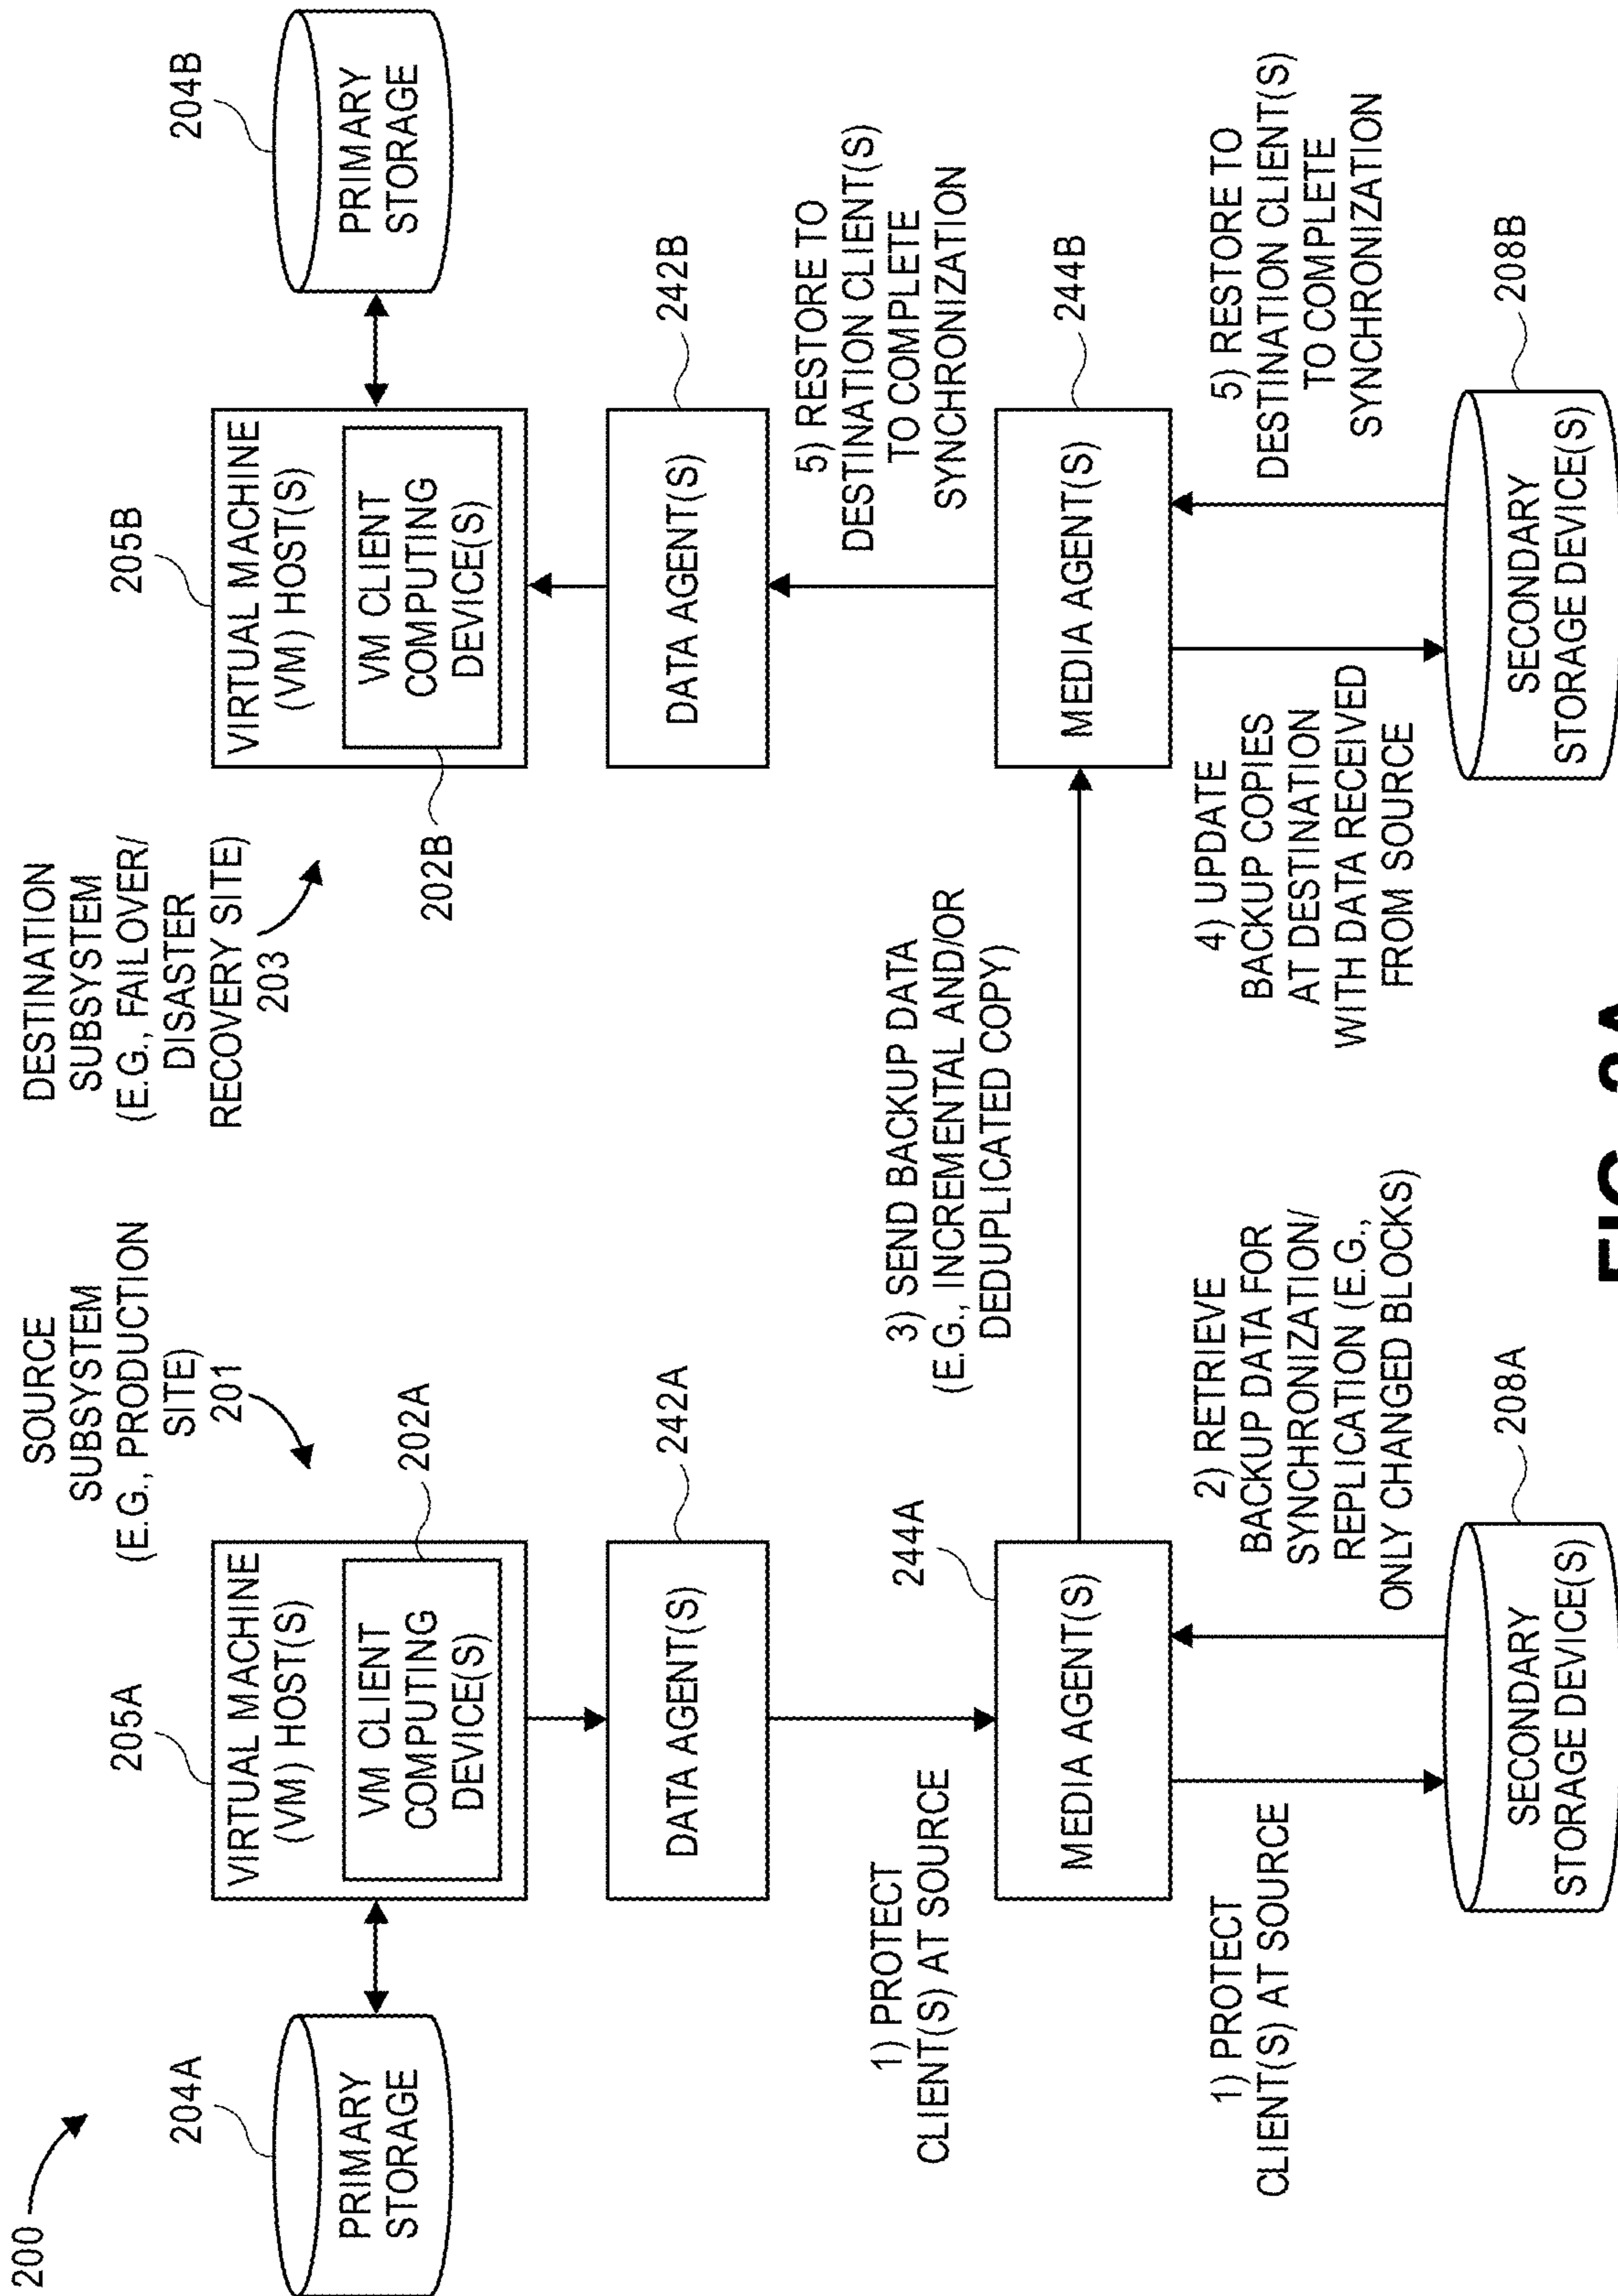 200
SOURCE
SUBSYSTEM
(E.G., PRODUCTION
SITE)
201
DESTINATION
SUBSYSTEM
(E.G., FAILOVER/
DISASTER
RECOVERY SITE)
203
204A
PRIMARY
STORAGE
205A
VIRTUAL MACHINE
(VM) HOST(S)
VM CLIENT
COMPUTING
DEVICE(S)
202A
205B
VIRTUAL MACHINE
(VM) HOST(S)
VM CLIENT
COMPUTING
DEVICE(S)
202B
204B
PRIMARY
STORAGE
DATA AGENT(S)
242A
DATA AGENT(S)
242B
1) PROTECT
CLIENT(S) AT SOURCE
3) SEND BACKUP DATA
(E.G., INCREMENTAL AND/OR
DEDUPLICATED COPY)
5) RESTORE TO
DESTINATION CLIENT(S)
TO COMPLETE
SYNCHRONIZATION
244A
MEDIA AGENT(S)
MEDIA AGENT(S)
244B
1) PROTECT
CLIENT(S) AT SOURCE
2) RETRIEVE
BACKUP DATA FOR
SYNCHRONIZATION/
REPLICATION (E.G.,
ONLY CHANGED BLOCKS)
4) UPDATE
BACKUP COPIES
AT DESTINATION
WITH DATA RECEIVED
FROM SOURCE
5) RESTORE TO
DESTINATION CLIENT(S)
TO COMPLETE
SYNCHRONIZATION
SECONDARY
STORAGE DEVICE(S)
208A
SECONDARY
STORAGE DEVICE(S)
208B
FIG.